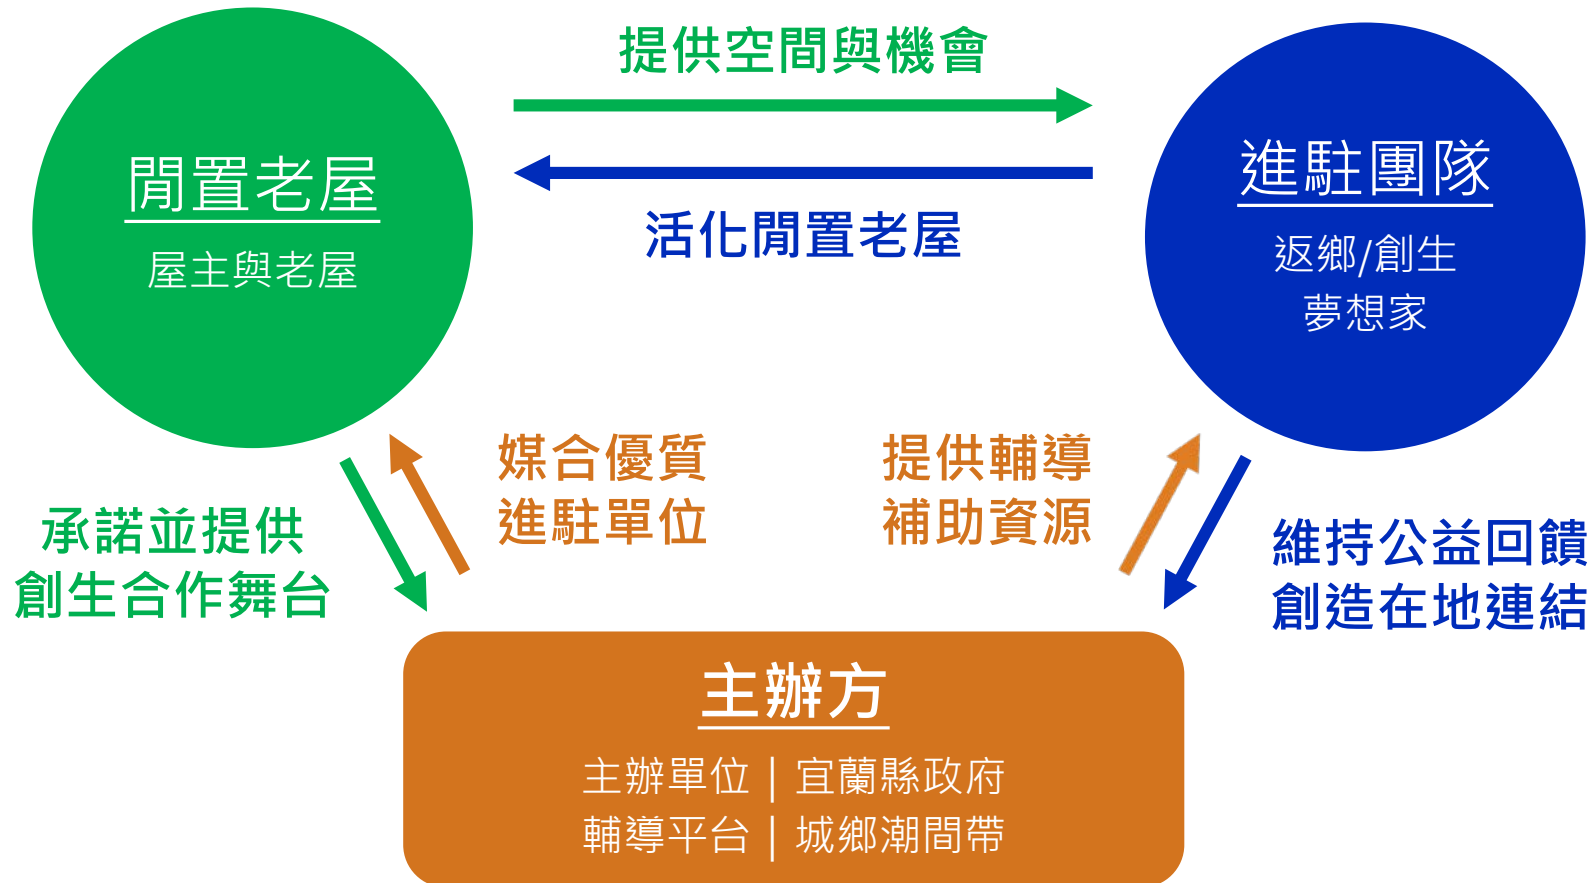 提供空間與機會
閒置老屋
屋主與老屋
進駐團隊
返鄉/創生
夢想家
活化閒置老屋
媒合優質
進駐單位
提供輔導
補助資源
承諾並提供
創生合作舞台
維持公益回饋
創造在地連結
主辦方
主辦單位｜宜蘭縣政府
輔導平台｜城鄉潮間帶